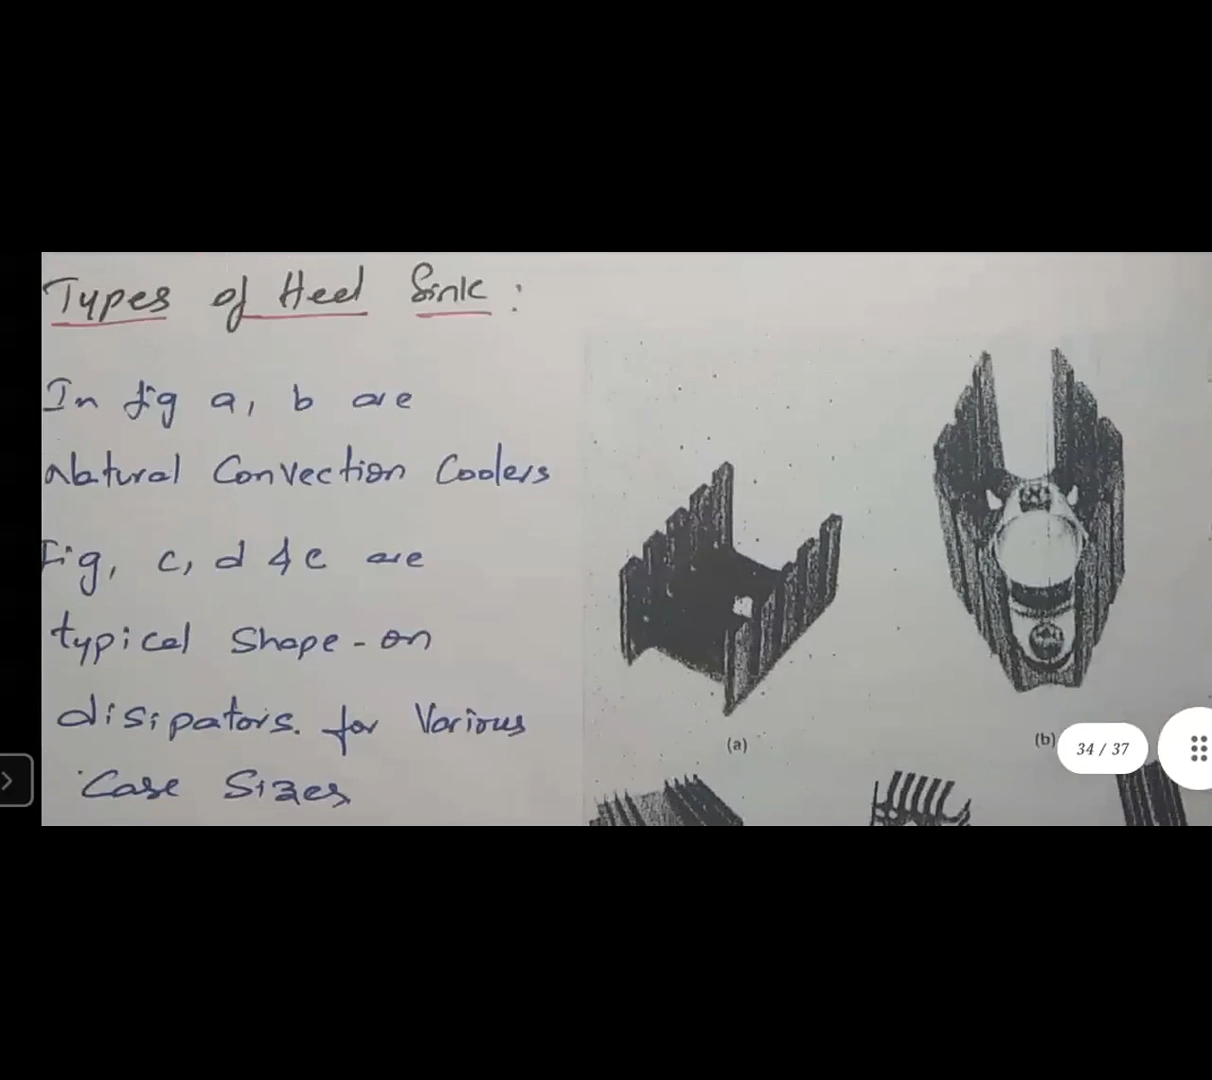 Types of Heet Sink :
In fig a, b are
Natural Convection Coolers
Fig, c, d & e are
typical Shape - on
disipators. for Various
Case Sizes
(a)
(b)
34 / 37